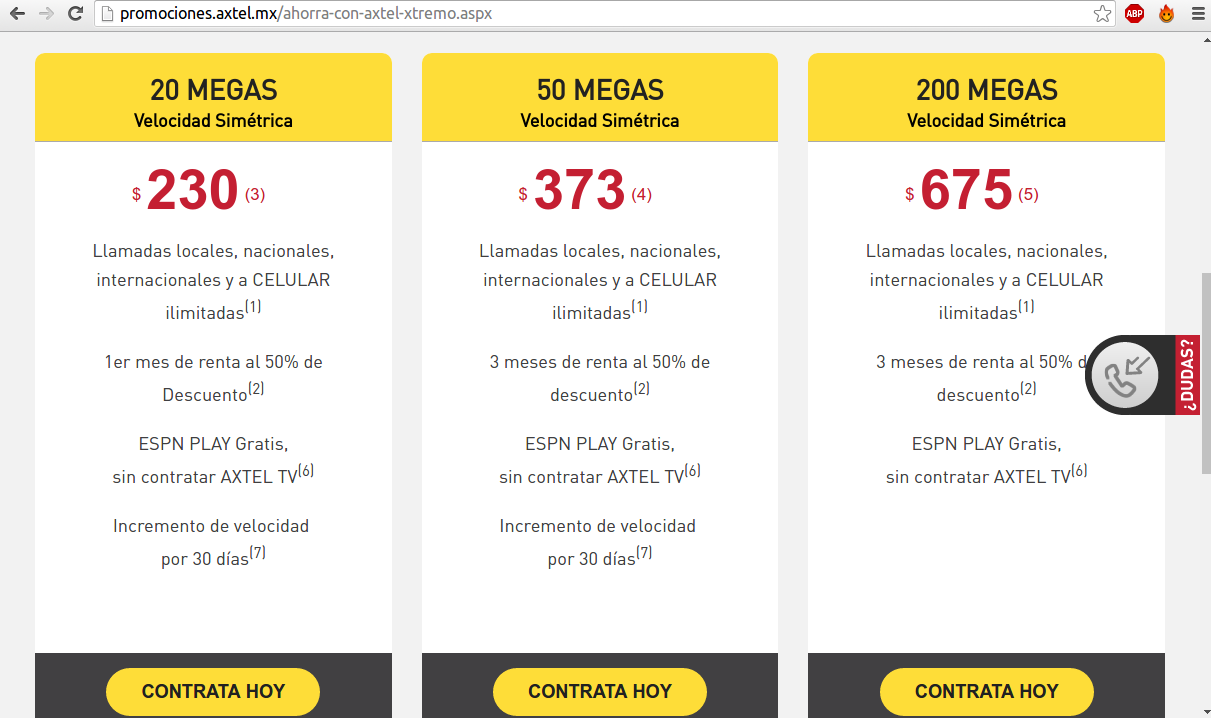 promociones.axtel.mx/ahorra-con-axtel-xtremo.aspx
ABP
20 MEGAS
Velocidad Simétrica
$ 230 (3)
Llamadas locales, nacionales,
internacionales y a CELULAR
ilimitadas(1)
1er mes de renta al 50% de
Descuento(2)
ESPN PLAY Gratis,
sin contratar AXTEL TV(6)
Incremento de velocidad
por 30 días(7)
CONTRATA HOY
50 MEGAS
Velocidad Simétrica
$ 373 (4)
Llamadas locales, nacionales,
internacionales y a CELULAR
ilimitadas(1)
3 meses de renta al 50% de
descuento(2)
ESPN PLAY Gratis,
sin contratar AXTEL TV(6)
Incremento de velocidad
por 30 días(7)
CONTRATA HOY
200 MEGAS
Velocidad Simétrica
$ 675 (5)
Llamadas locales, nacionales,
internacionales y a CELULAR
ilimitadas(1)
3 meses de renta al 50% d
descuento(2)
ESPN PLAY Gratis,
sin contratar AXTEL TV(6)
CONTRATA HOY
¿DUDAS?